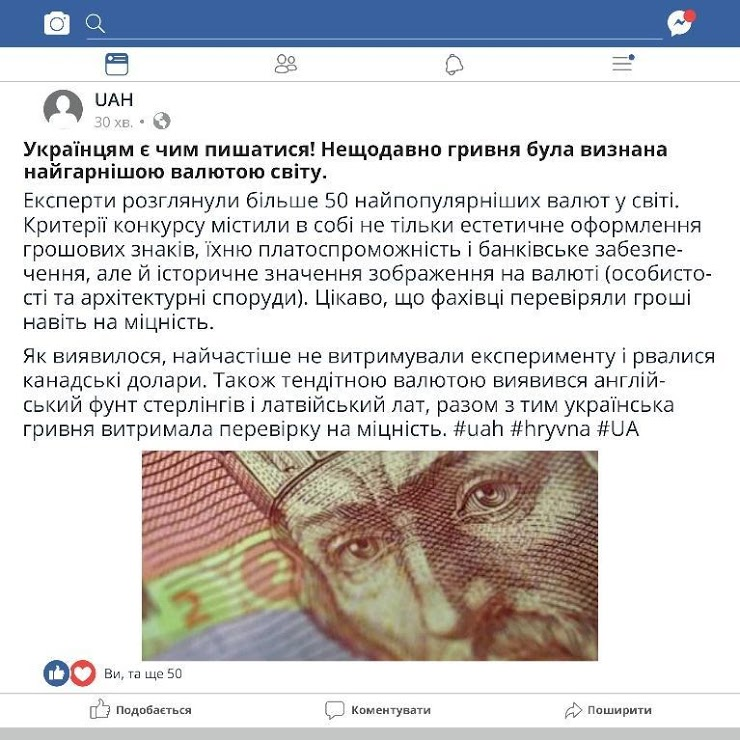 UAH
30 хв. •
Українцям є чим пишатися! Нещодавно гривня була визнана
найгарнішою валютою світу.
Експерти розглянули більше 50 найпопулярніших валют у світі.
Критерії конкурсу містили в собі не тільки естетичне оформлення
грошових знаків, їхню платоспроможність і банківське забезпе-
чення, але й історичне значення зображення на валюті (особисто-
сті та архітектурні споруди). Цікаво, що фахівці перевіряли гроші
навіть на міцність.
Як виявилося, найчастіше не витримували експерименту і рвалися
канадські долари. Також тендітною валютою виявився англій-
ський фунт стерлінгів і латвійський лат, разом з тим українська
гривня витримала перевірку на міцність. #uah #hryvna #UA
2
Ви, та ще 50
Подобається
Коментувати
Поширити